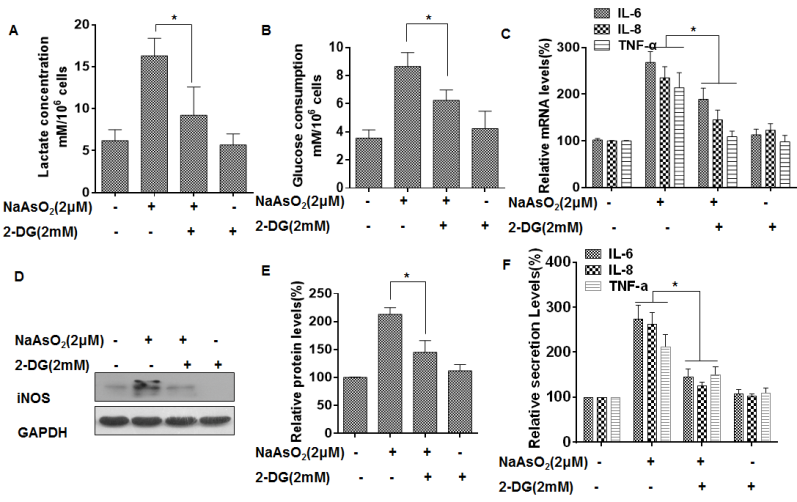 A
Lactate concentration
mM/10⁶ cells
20
15
10
5
0
*
NaAsO₂(2μM) - + + -
2-DG(2mM) - - + +
B
Glucose consumption
mM/10⁶ cells
10
8
6
4
2
0
*
NaAsO₂(2μM) - + + -
2-DG(2mM) - - + +
C
Relative mRNA levels(%)
IL-6
IL-8
TNF-α
300
200
100
0
*
NaAsO₂(2μM) - + + -
2-DG(2mM) - - + +
D
NaAsO₂(2μM) - + + -
2-DG(2mM) - - + +
iNOS
GAPDH
E
Relative protein levels(%)
250
200
150
100
50
0
*
NaAsO₂(2μM) - + + -
2-DG(2mM) - - + +
F
Relative secretion Levels(%)
IL-6
IL-8
TNF-a
400
300
200
100
0
*
NaAsO₂(2μM) - + + -
2-DG(2mM) - - + +